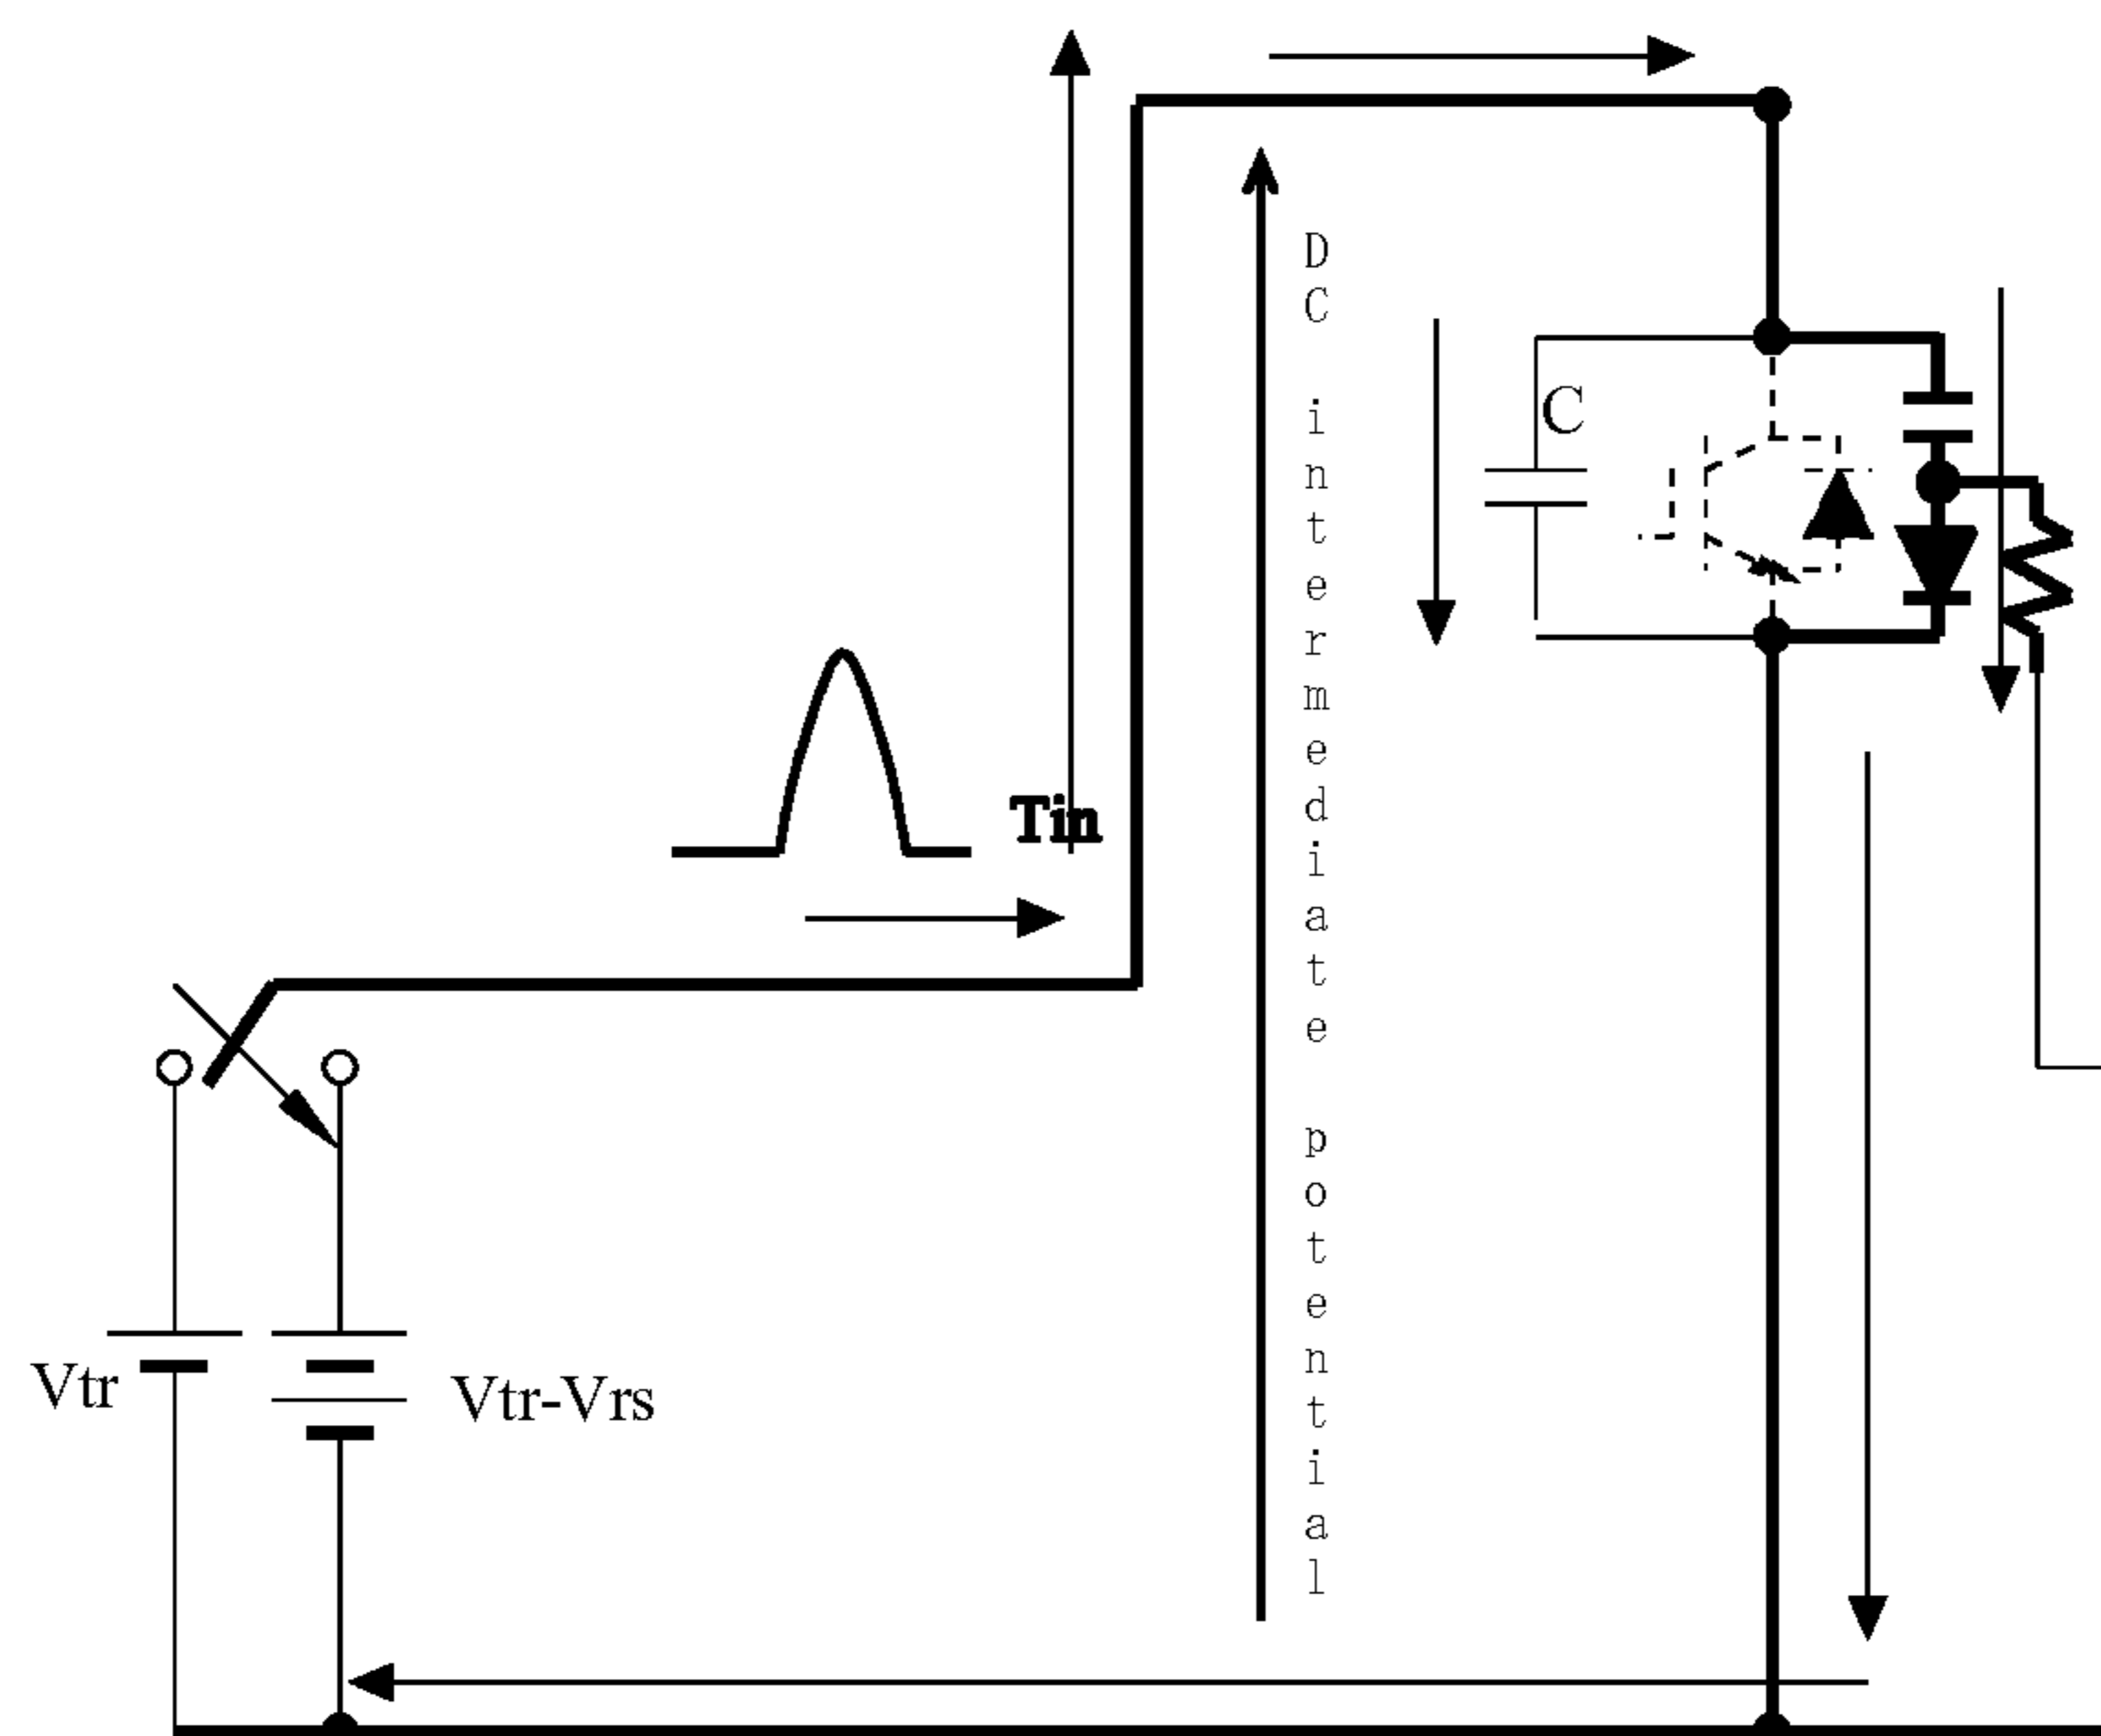 DC intermediate potential
C
Tin
Vtr
Vtr-Vrs